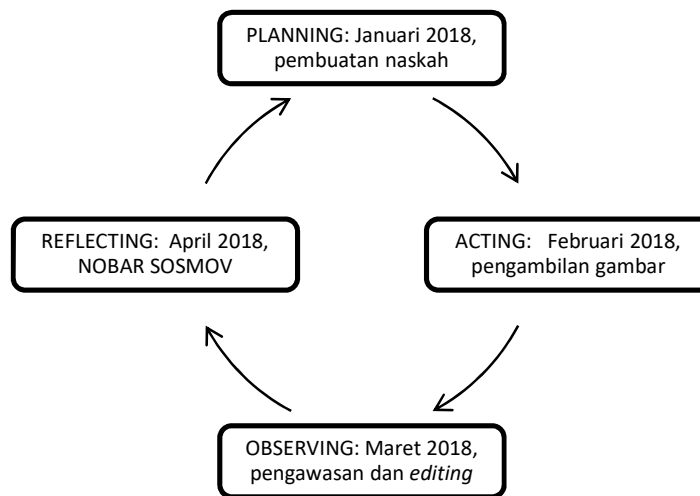 PLANNING: Januari 2018,
pembuatan naskah
ACTING: Februari 2018,
pengambilan gambar
OBSERVING: Maret 2018,
pengawasan dan editing
REFLECTING: April 2018,
NOBAR SOSMOV